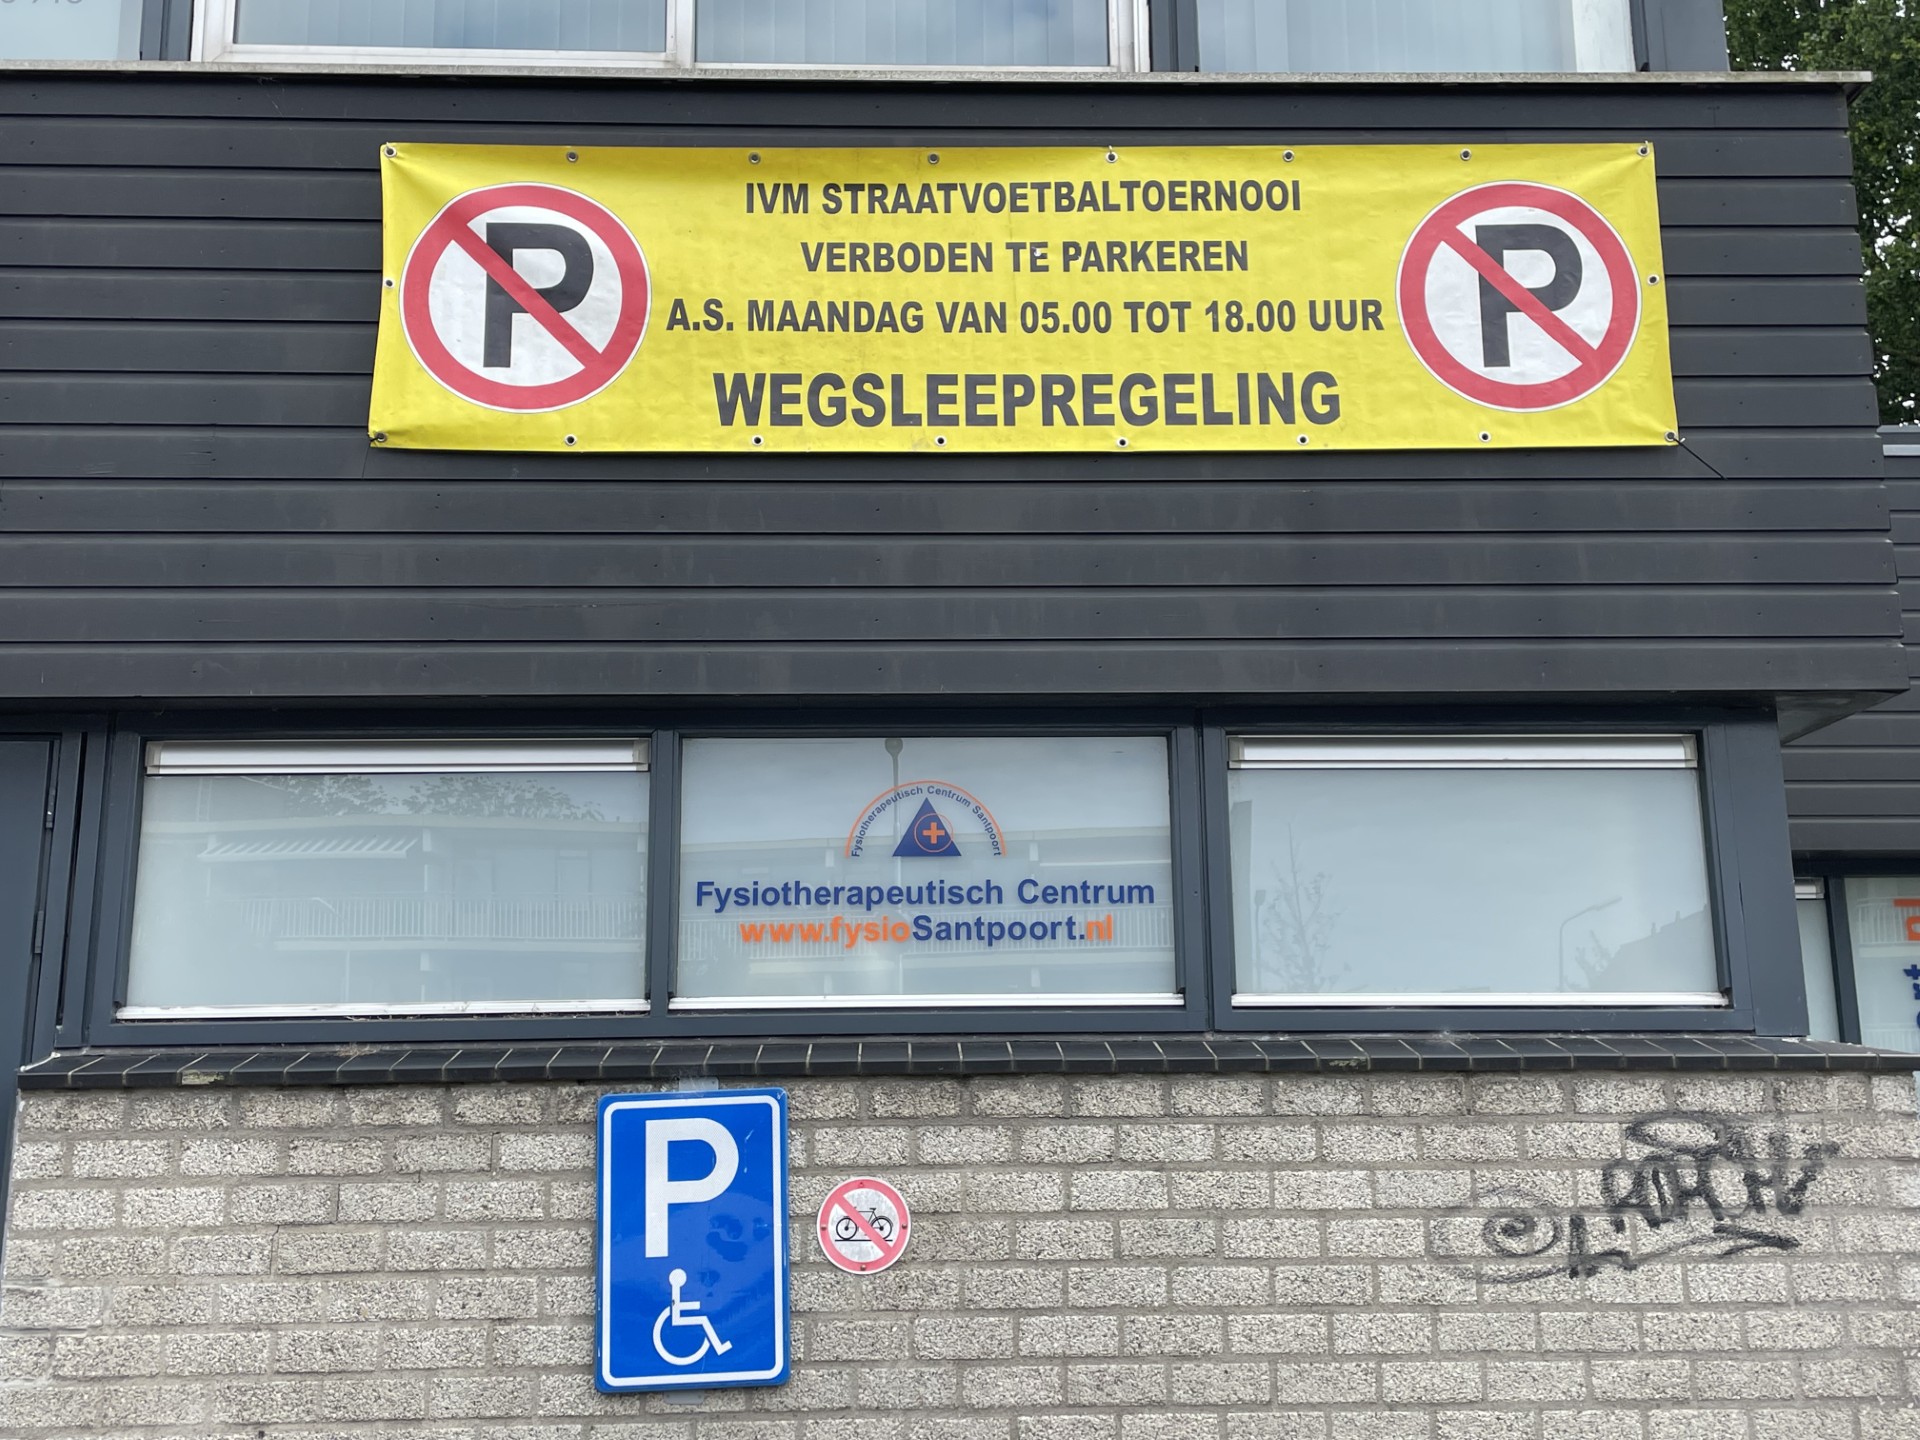 IVM STRAATVOETBALTOERNOOI
VERBODEN TE PARKEREN
A.S. MAANDAG VAN 05.00 TOT 18.00 UUR
WEGSLEEPREGELING
P
P
Fysiotherapeutisch Centrum Santpoort
Fysiotherapeutisch Centrum
www.fysioSantpoort.nl
P